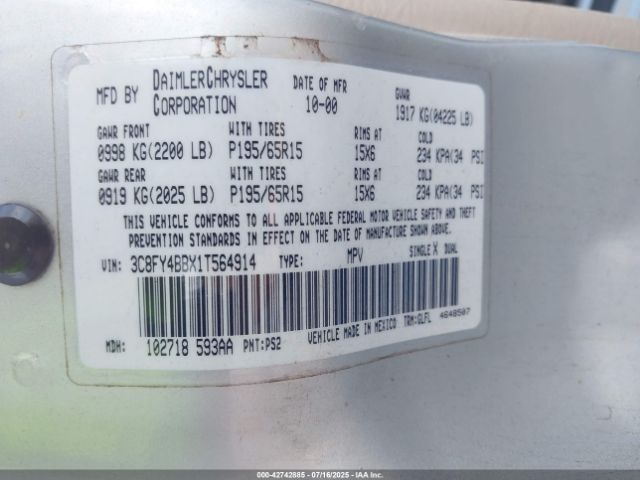 MFD BY DAIMLERCHRYSLER CORPORATION DATE OF MFR 10-00 GVWR 1917 KG(04225 LB)
GAWR FRONT WITH TIRES RIMS AT COLD
0998 KG(2200 LB) P195/65R15 15X6 234 KPA(34 PSI
GAWR REAR WITH TIRES RIMS AT COLD
0919 KG(2025 LB) P195/65R15 15X6 234 KPA(34 PSI
THIS VEHICLE CONFORMS TO ALL APPLICABLE FEDERAL MOTOR VEHICLE SAFETY AND THEFT
PREVENTION STANDARDS IN EFFECT ON THE DATE OF MANUFACTURE SHOWN ABOVE.
VIN: 3C8FY4BBX1T564914 TYPE: MPV SINGLE X DUAL
VEHICLE MADE IN MEXICO TRM:GLFL 4648507
MDH: 102718 593AA PNT:PS2
000-42742885 - 07/16/2025 - IAAI, Inc.